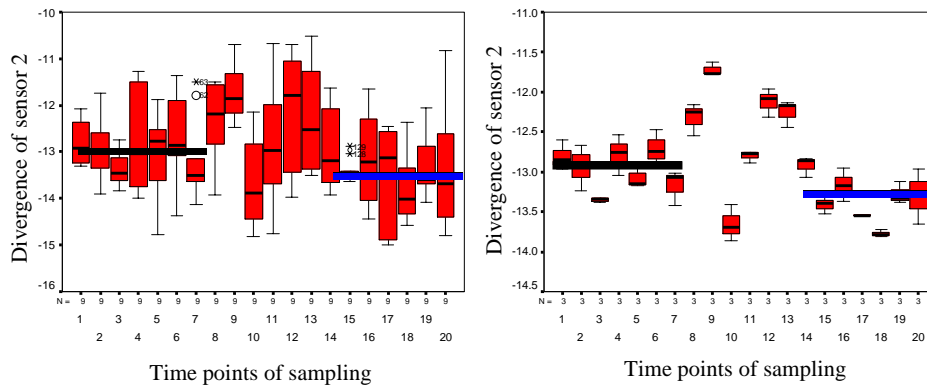 Divergence of sensor 2
-10
-11
-12
-13
-14
-15
-16
63
62
129
128
N = 9 9 9 9 9 9 9 9 9 9 9 9 9 9 9 9 9 9 9 9
1 3 5 7 9 11 13 15 17 19
2 4 6 8 10 12 14 16 18 20
Time points of sampling
Divergence of sensor 2
-11.0
-11.5
-12.0
-12.5
-13.0
-13.5
-14.0
-14.5
N = 3 3 3 3 3 3 3 3 3 3 3 3 3 3 3 3 3 3 3 3
1 3 5 7 9 11 13 15 17 19
2 4 6 8 10 12 14 16 18 20
Time points of sampling